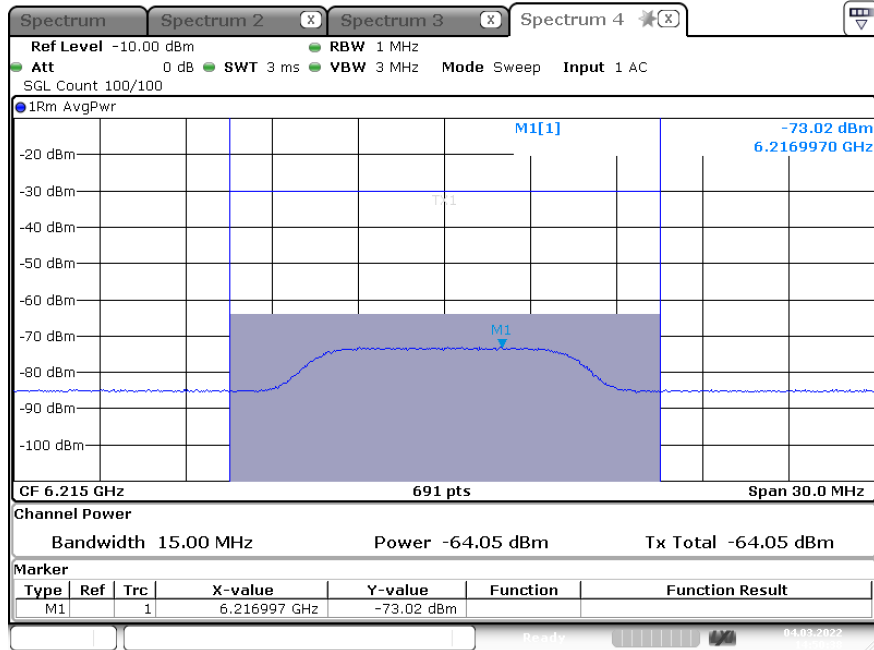 Spectrum Spectrum 2 X Spectrum 3 X Spectrum 4 X
Ref Level -10.00 dBm RBW 1 MHz
Att 0 dB SWT 3 ms VBW 3 MHz Mode Sweep Input 1 AC
SGL Count 100/100
1Rm AvgPwr
M1[1] -73.02 dBm
6.2169970 GHz
-20 dBm
-30 dBm
Tx1
-40 dBm
-50 dBm
-60 dBm
M1
-70 dBm
-80 dBm
-90 dBm
-100 dBm
CF 6.215 GHz 691 pts Span 30.0 MHz
Channel Power
Bandwidth 15.00 MHz Power -64.05 dBm Tx Total -64.05 dBm
Marker
Type Ref Trc X-value Y-value Function Function Result
M1 1 6.216997 GHz -73.02 dBm
Ready 04.03.2022